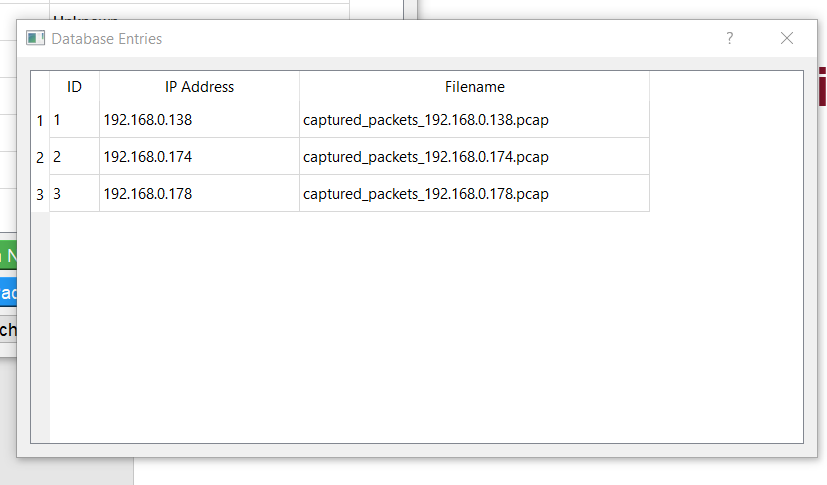 Database Entries ?
ID IP Address Filename
1 1 192.168.0.138 captured_packets_192.168.0.138.pcap
2 2 192.168.0.174 captured_packets_192.168.0.174.pcap
3 3 192.168.0.178 captured_packets_192.168.0.178.pcap